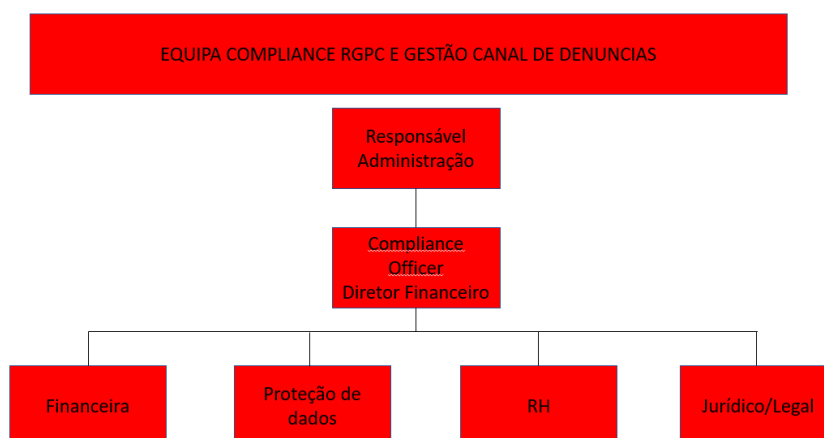 EQUIPA COMPLIANCE RGPC E GESTÃO CANAL DE DENUNCIAS
Responsável
Administração
Compliance
Officer
Diretor Financeiro
Financeira
Proteção de
dados
RH
Jurídico/Legal